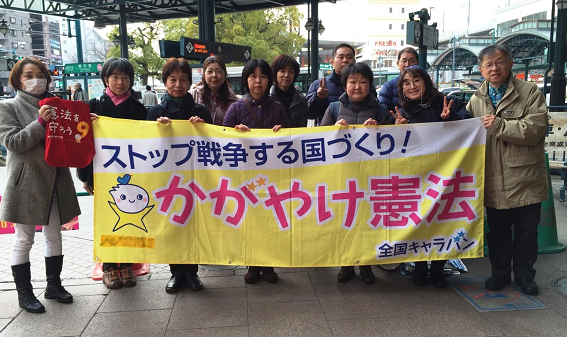 ストップ戦争する国づくり！
かがやけ憲法
全国キャラバン
憲法を
守ろう
9